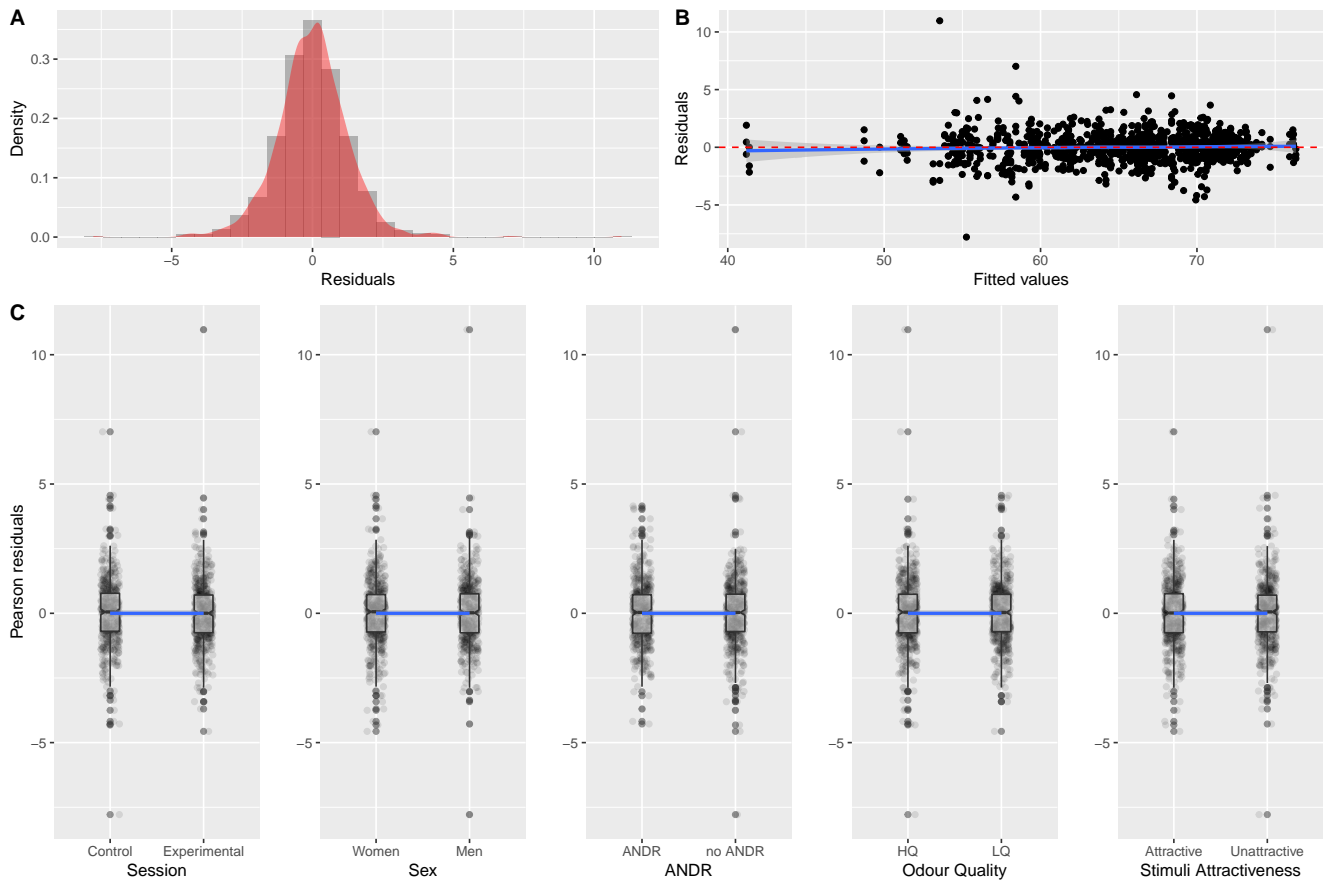 A
Density
0.3
0.2
0.1
0.0
−5
0
5
10
Residuals
B
Residuals
10
5
0
−5
40
50
60
70
Fitted values
C
Pearson residuals
10
5
0
−5
Control
Experimental
Session
10
5
0
−5
Women
Men
Sex
10
5
0
−5
ANDR
no ANDR
ANDR
10
5
0
−5
HQ
LQ
Odour Quality
10
5
0
−5
Attractive
Unattractive
Stimuli Attractiveness